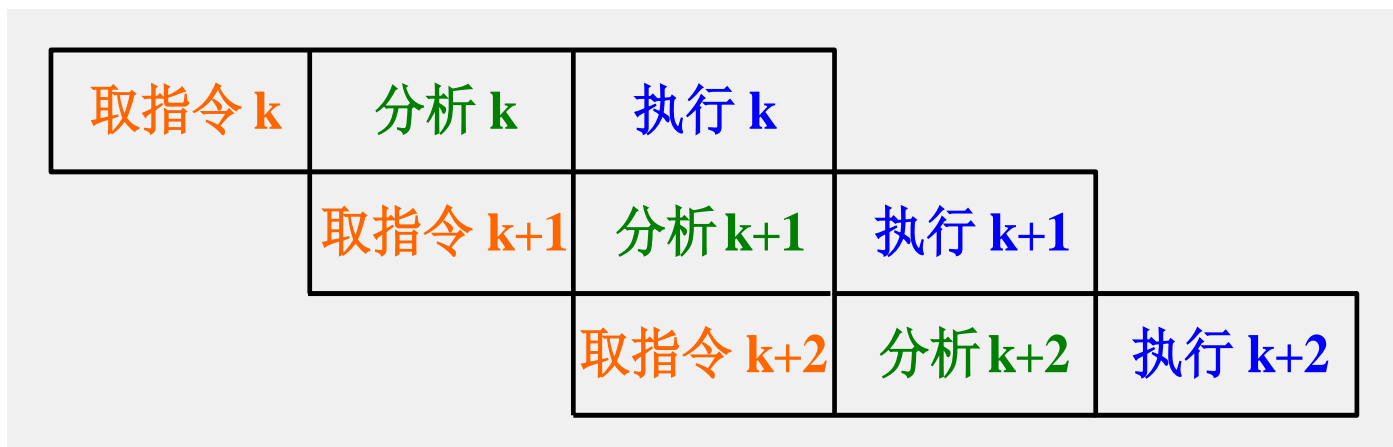 取指令 k 分析 k 执行 k
取指令 k+1 分析 k+1 执行 k+1
取指令 k+2 分析 k+2 执行 k+2